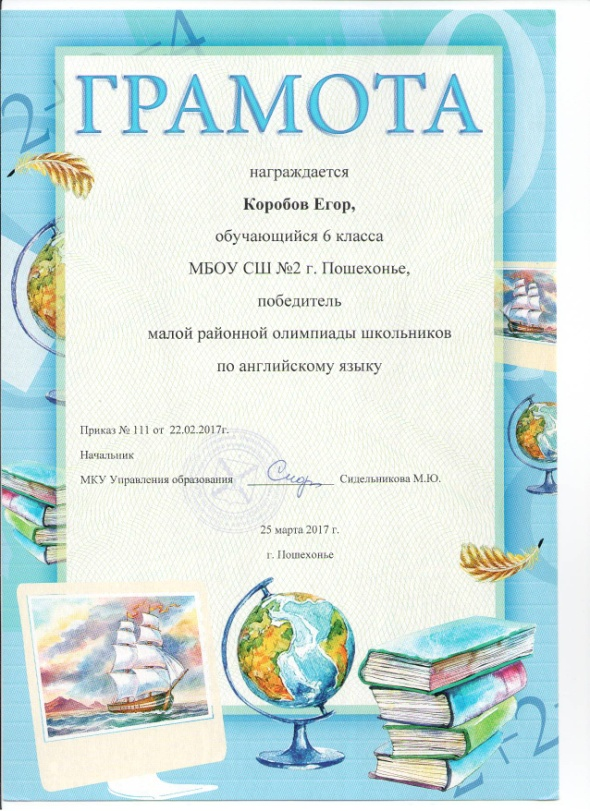 ГРАМОТА
награждается
Коробов Егор,
обучающийся 6 класса
МБОУ СШ №2 г. Пошехонье,
победитель
малой районной олимпиады школьников
по английскому языку
Приказ № 111 от 22.02.2017г.
Начальник
МКУ Управления образования ____________ Сидельникова М.Ю.
25 марта 2017 г.
г. Пошехонье